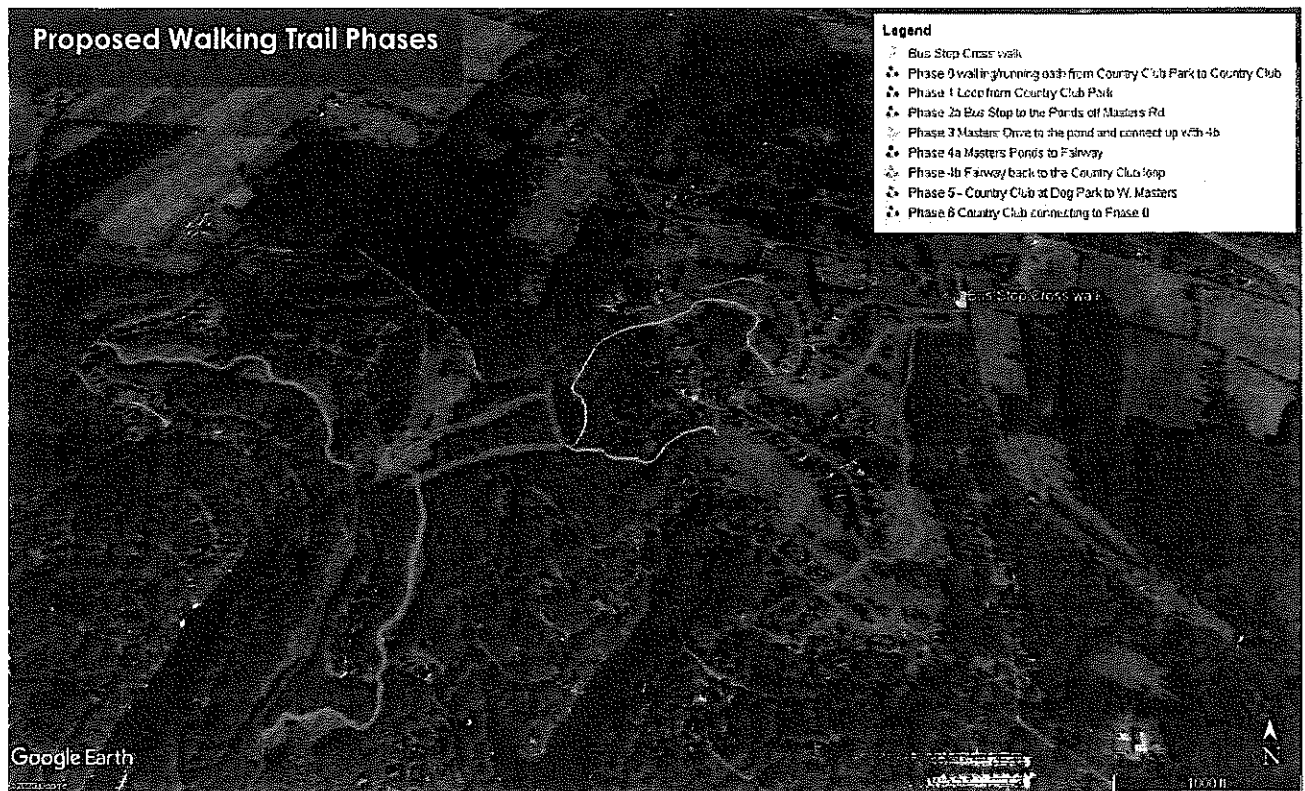 Proposed Walking Trail Phases
Legend
Bus Stop Cross walk
Phase 0 walking/running path from Country Club Park to Country Club
Phase 1 Loop from Country Club Park
Phase 2a Bus Stop to the Ponds off Masters Rd
Phase 3 Masters Drive to the pond and connect up with 4b
Phase 4a Masters Ponds to Fairway
Phase 4b Fairway back to the Country Club loop
Phase 5 - Country Club at Dog Park to W. Masters
Phase 6 Country Club connecting to Phase 0
Bus Stop Cross walk
Google Earth
N
1000 ft